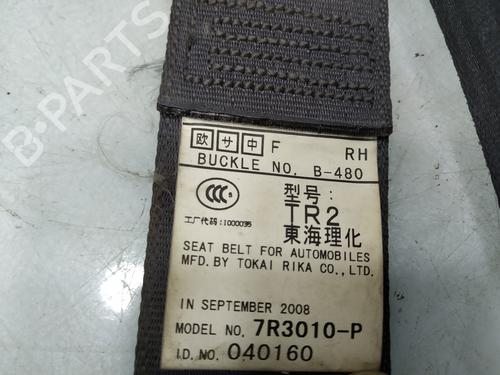 欧 サ 中 F RH
BUCKLE NO. B-480
CCC S
型号:
TR2
工厂代码:1000095
東海理化
SEAT BELT FOR AUTOMOBILES
MFD. BY TOKAI RIKA CO., LTD.
IN SEPTEMBER 2008
MODEL NO. 7R3010-P
I.D. NO. 040160
B-PARTS